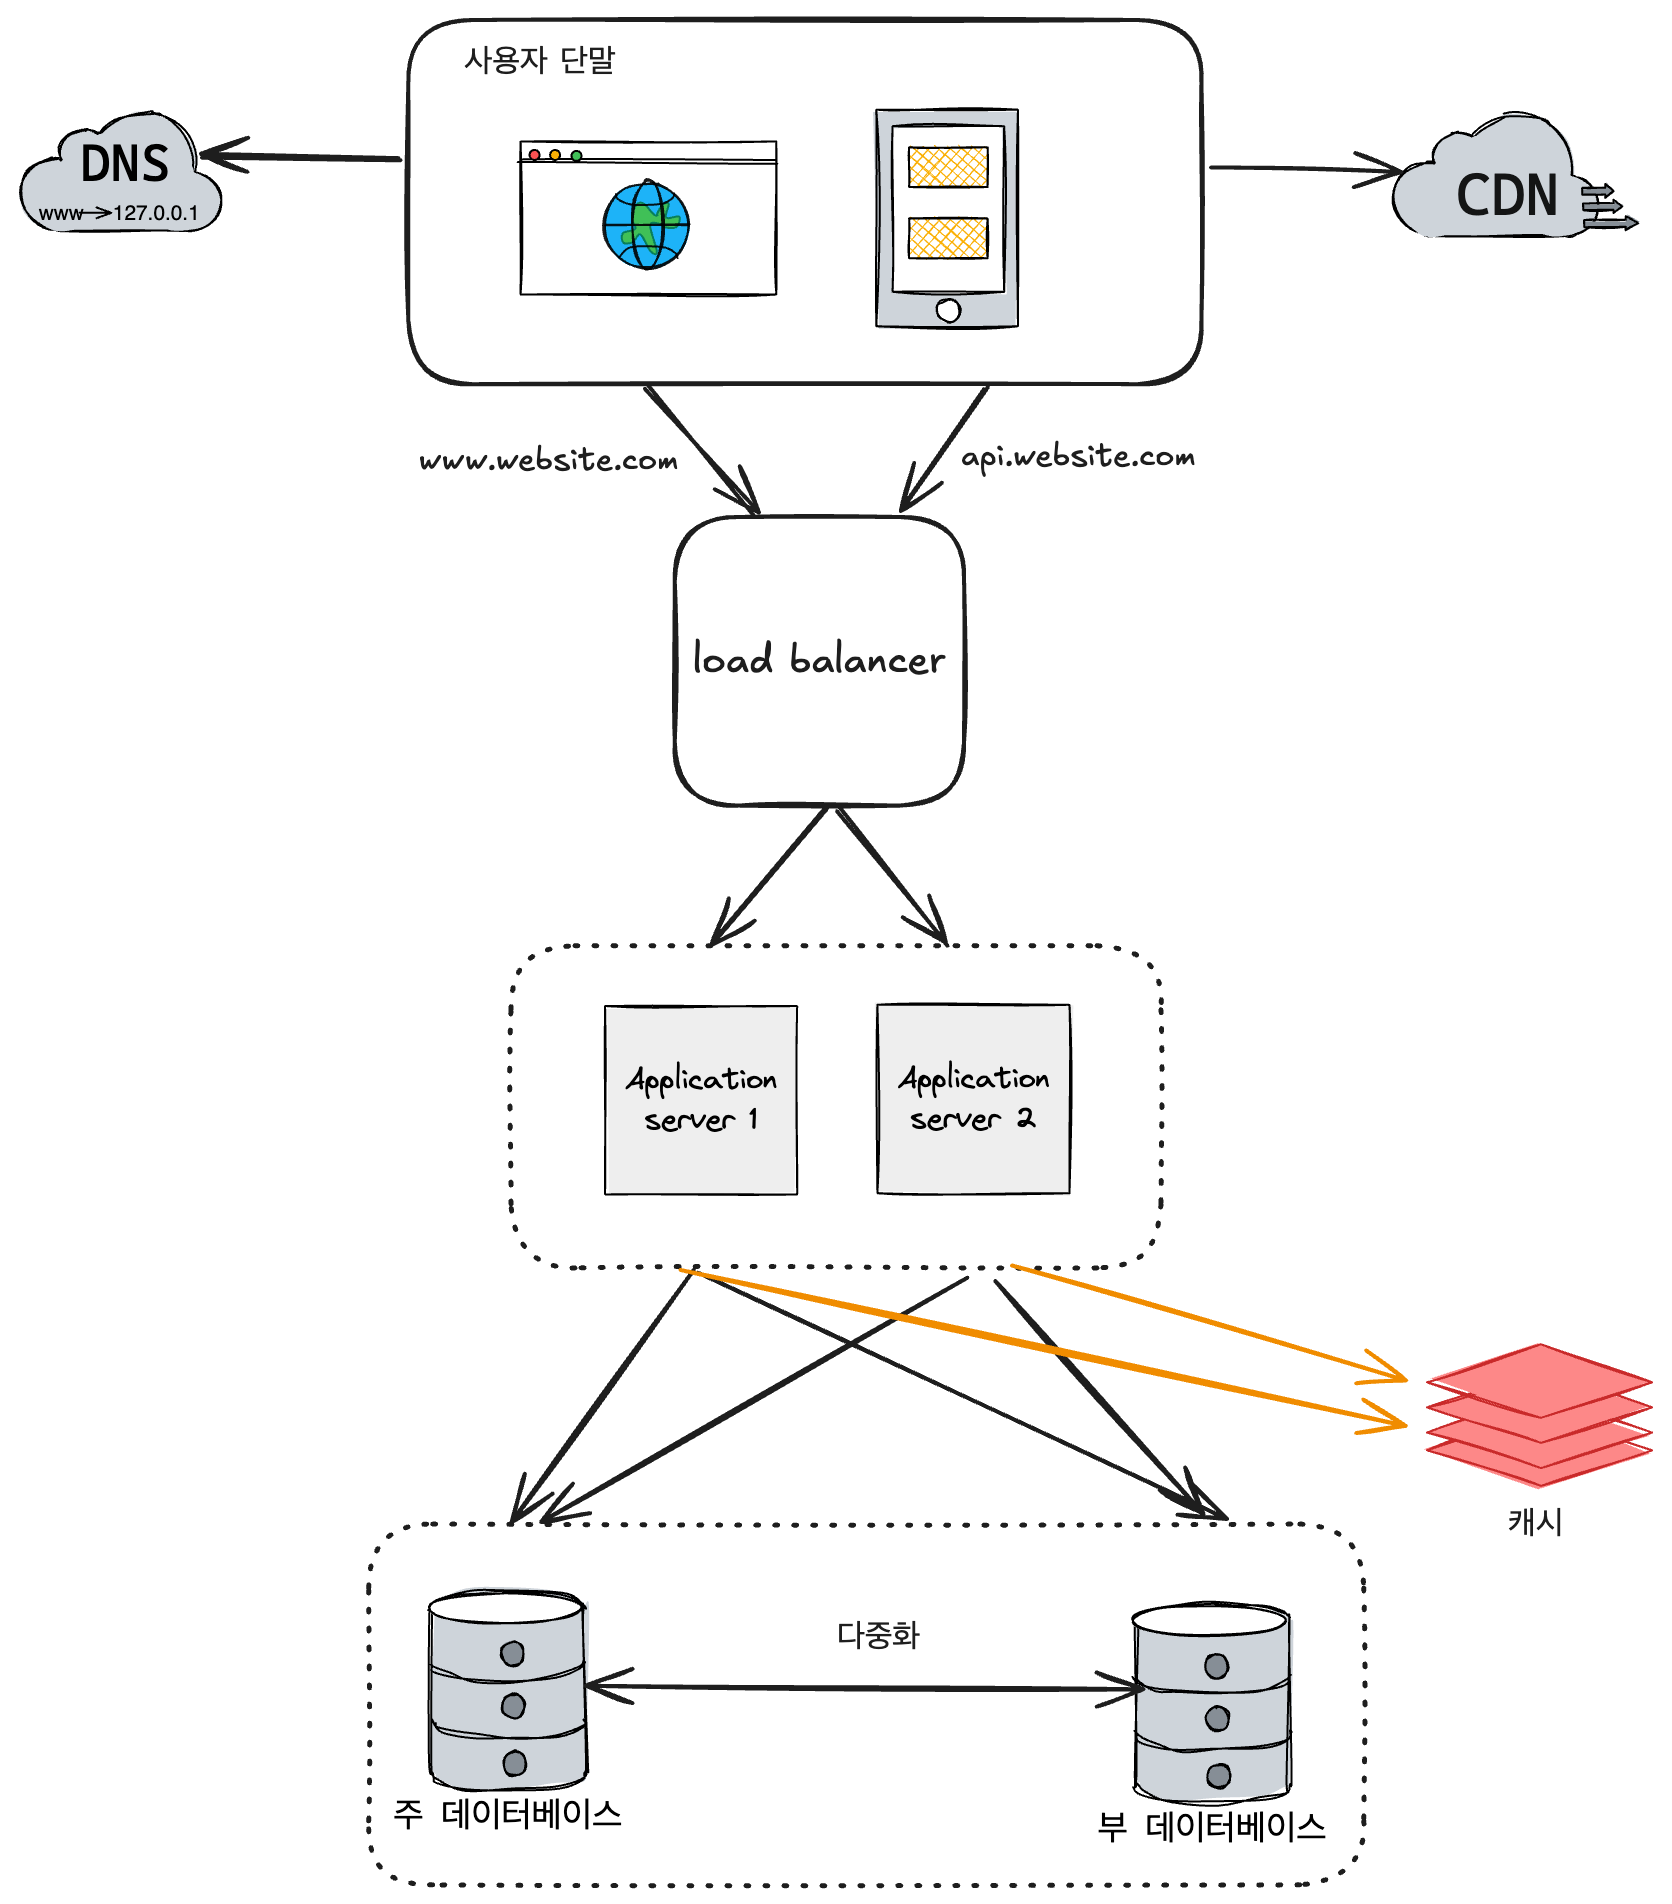 사용자 단말
DNS
www→127.0.0.1
CDN
www.website.com
api.website.com
load balancer
Application
server 1
Application
server 2
캐시
다중화
주 데이터베이스
부 데이터베이스